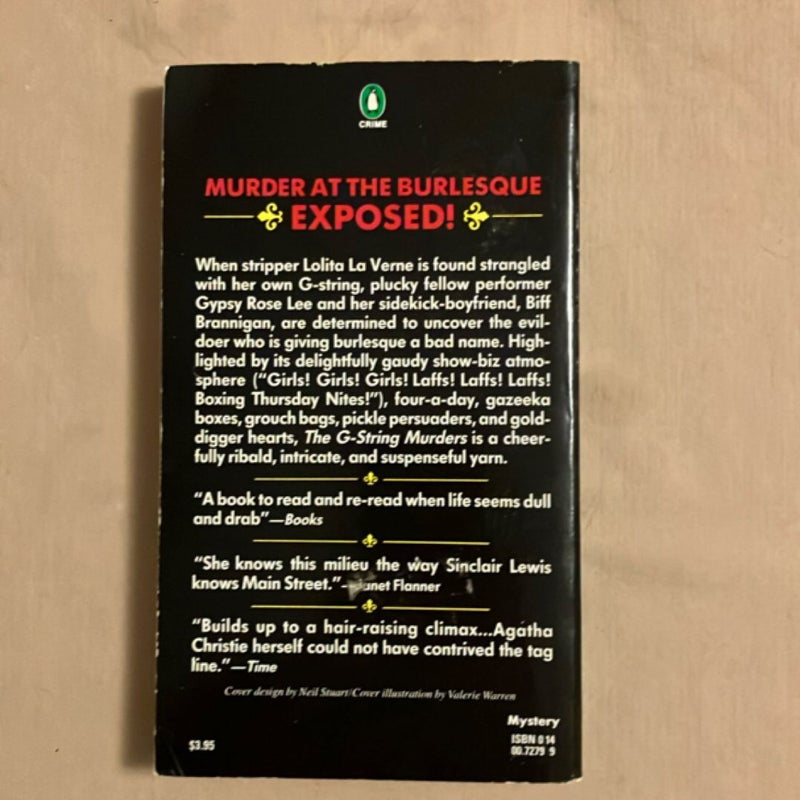 CRIME
MURDER AT THE BURLESQUE
EXPOSED!
When stripper Lolita La Verne is found strangled
with her own G-string, plucky fellow performer
Gypsy Rose Lee and her sidekick-boyfriend, Biff
Brannigan, are determined to uncover the evil-
doer who is giving burlesque a bad name. High-
lighted by its delightfully gaudy show-biz atmo-
sphere ("Girls! Girls! Girls! Laffs! Laffs! Laffs!
Boxing Thursday Nites!"), four-a-day, gazeeka
boxes, grouch bags, pickle persuaders, and gold-
digger hearts, The G-String Murders is a cheer-
fully ribald, intricate, and suspenseful yarn.
"A book to read and re-read when life seems dull
and drab"—Books
"She knows this milieu the way Sinclair Lewis
knows Main Street."—Janet Flanner
"Builds up to a hair-raising climax...Agatha
Christie herself could not have contrived the tag
line."—Time
Cover design by Neil Stuart/Cover illustration by Valerie Warren
Mystery
$3.95
ISBN 0 14
00.7279 9